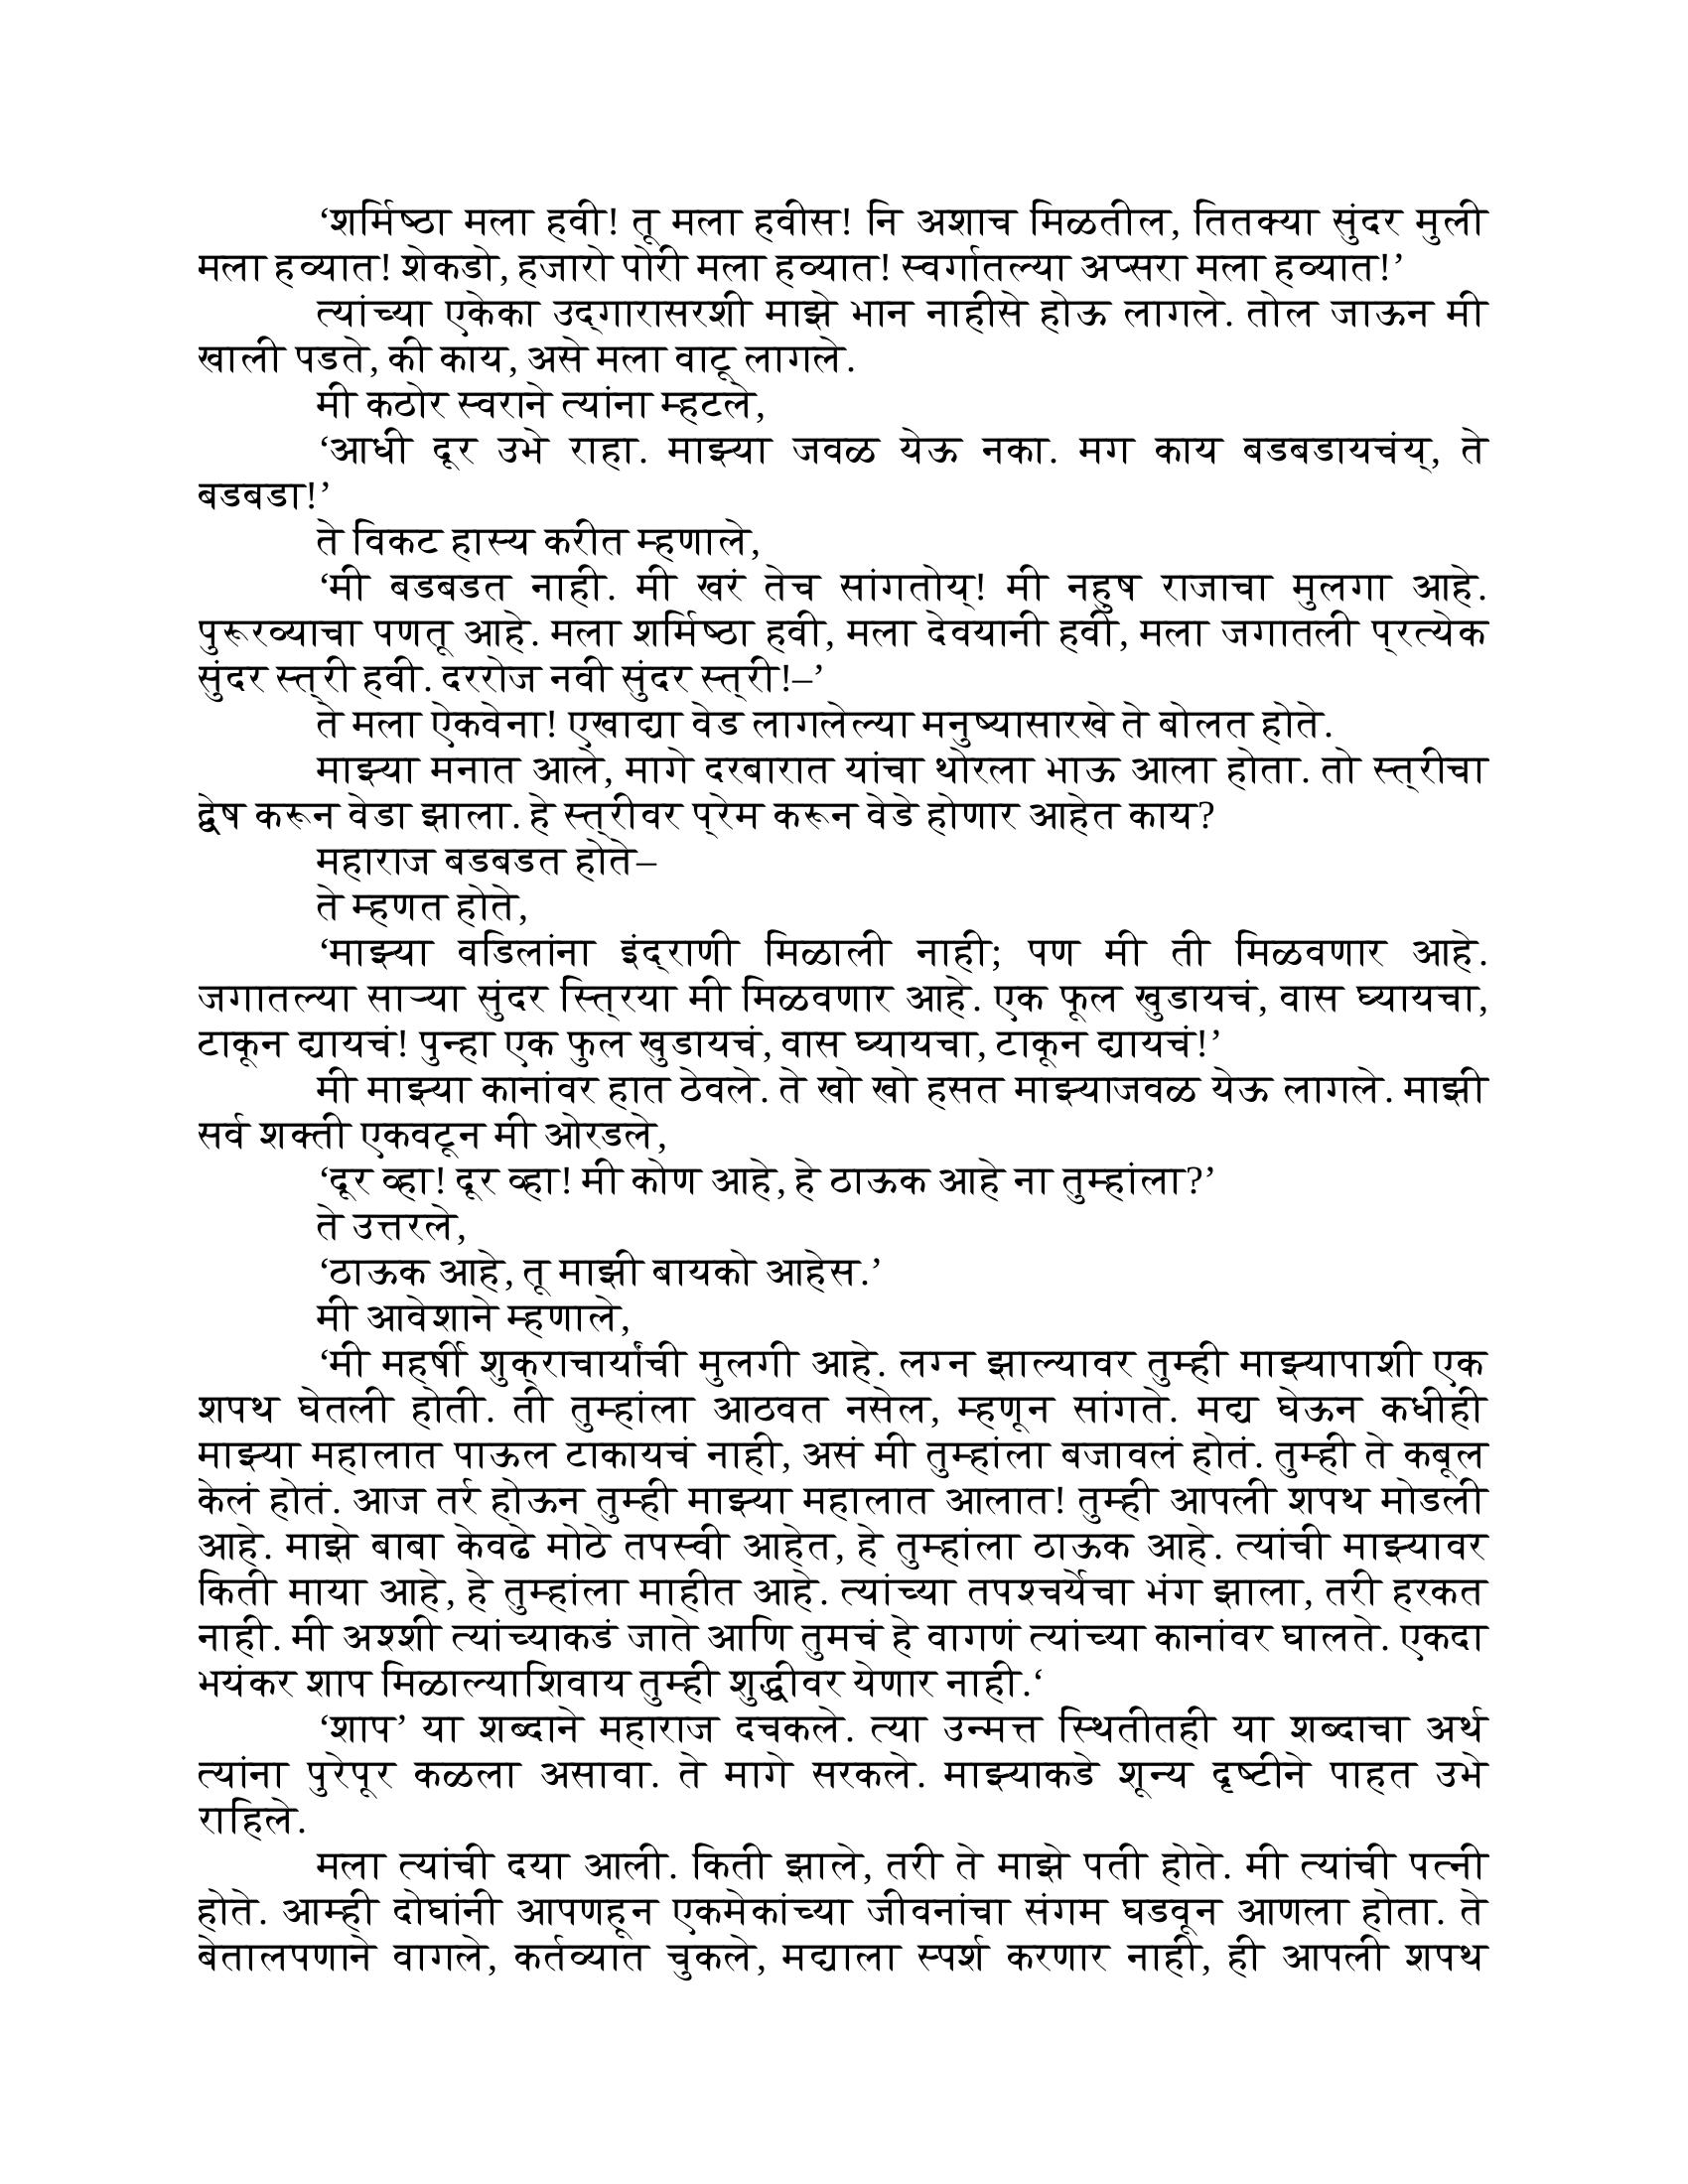 ‘शर्मिष्ठा मला हवी! तू मला हवीस! नि अशाच मिळतील, तितक्या सुंदर मुली
मला हव्यात! शेकडो, हजारो पोरी मला हव्यात! स्वर्गातल्या अप्सरा मला हव्यात!’
त्यांच्या एकेका उद्‌गारासरशी माझे भान नाहीसे होऊ लागले. तोल जाऊन मी
खाली पडते, की काय, असे मला वाटू लागले.
मी कठोर स्वराने त्यांना म्हटले,
‘आधी दूर उभे राहा. माझ्या जवळ येऊ नका. मग काय बडबडायचंय्, ते
बडबडा!’
ते विकट हास्य करीत म्हणाले,
‘मी बडबडत नाही. मी खरं तेच सांगतोय्! मी नहुष राजाचा मुलगा आहे.
पुरूरव्याचा पणतू आहे. मला शर्मिष्ठा हवी, मला देवयानी हवी, मला जगातली प्‌रत्येक
सुंदर स्त्‌री हवी. दररोज नवी सुंदर स्त्‌री!–’
ते मला ऐकवेना! एखाद्या वेड लागलेल्या मनुष्यासारखे ते बोलत होते.
माझ्या मनात आले, मागे दरबारात यांचा थोरला भाऊ आला होता. तो स्त्‌रीचा
द्वेष करून वेडा झाला. हे स्त्‌रीवर प्‌रेम करून वेडे होणार आहेत काय?
महाराज बडबडत होते–
ते म्हणत होते,
‘माझ्या वडिलांना इंद्‌राणी मिळाली नाही; पण मी ती मिळवणार आहे.
जगातल्या साऱ्या सुंदर स्त्‌रिया मी मिळवणार आहे. एक फूल खुडायचं, वास घ्यायचा,
टाकून द्यायचं! पुन्हा एक फुल खुडायचं, वास घ्यायचा, टाकून द्यायचं!’
मी माझ्या कानांवर हात ठेवले. ते खो खो हसत माझ्याजवळ येऊ लागले. माझी
सर्व शक्ती एकवटून मी ओरडले,
‘दूर व्हा! दूर व्हा! मी कोण आहे, हे ठाऊक आहे ना तुम्हांला?’
ते उत्तरले,
‘ठाऊक आहे, तू माझी बायको आहेस.’
मी आवेशाने म्हणाले,
‘मी महर्षी शुक्‌राचार्यांची मुलगी आहे. लग्न झाल्यावर तुम्ही माझ्यापाशी एक
शपथ घेतली होती. ती तुम्हांला आठवत नसेल, म्हणून सांगते. मद्य घेऊन कधीही
माझ्या महालात पाऊल टाकायचं नाही, असं मी तुम्हांला बजावलं होतं. तुम्ही ते कबूल
केलं होतं. आज तर्र होऊन तुम्ही माझ्या महालात आलात! तुम्ही आपली शपथ मोडली
आहे. माझे बाबा केवढे मोठे तपस्वी आहेत, हे तुम्हांला ठाऊक आहे. त्यांची माझ्यावर
किती माया आहे, हे तुम्हांला माहीत आहे. त्यांच्या तपश्चर्येचा भंग झाला, तरी हरकत
नाही. मी अश्शी त्यांच्याकडं जाते आणि तुमचं हे वागणं त्यांच्या कानांवर घालते. एकदा
भयंकर शाप मिळाल्याशिवाय तुम्ही शुद्धीवर येणार नाही.‘
‘शाप’ या शब्दाने महाराज दचकले. त्या उन्मत्त स्थितीतही या शब्दाचा अर्थ
त्यांना पुरेपूर कळला असावा. ते मागे सरकले. माझ्याकडे शून्य दृष्टीने पाहत उभे
राहिले.
मला त्यांची दया आली. किती झाले, तरी ते माझे पती होते. मी त्यांची पत्नी
होते. आम्ही दोघांनी आपणहून एकमेकांच्या जीवनांचा संगम घडवून आणला होता. ते
बेतालपणाने वागले, कर्तव्यात चुकले, मद्याला स्पर्श करणार नाही, ही आपली शपथ